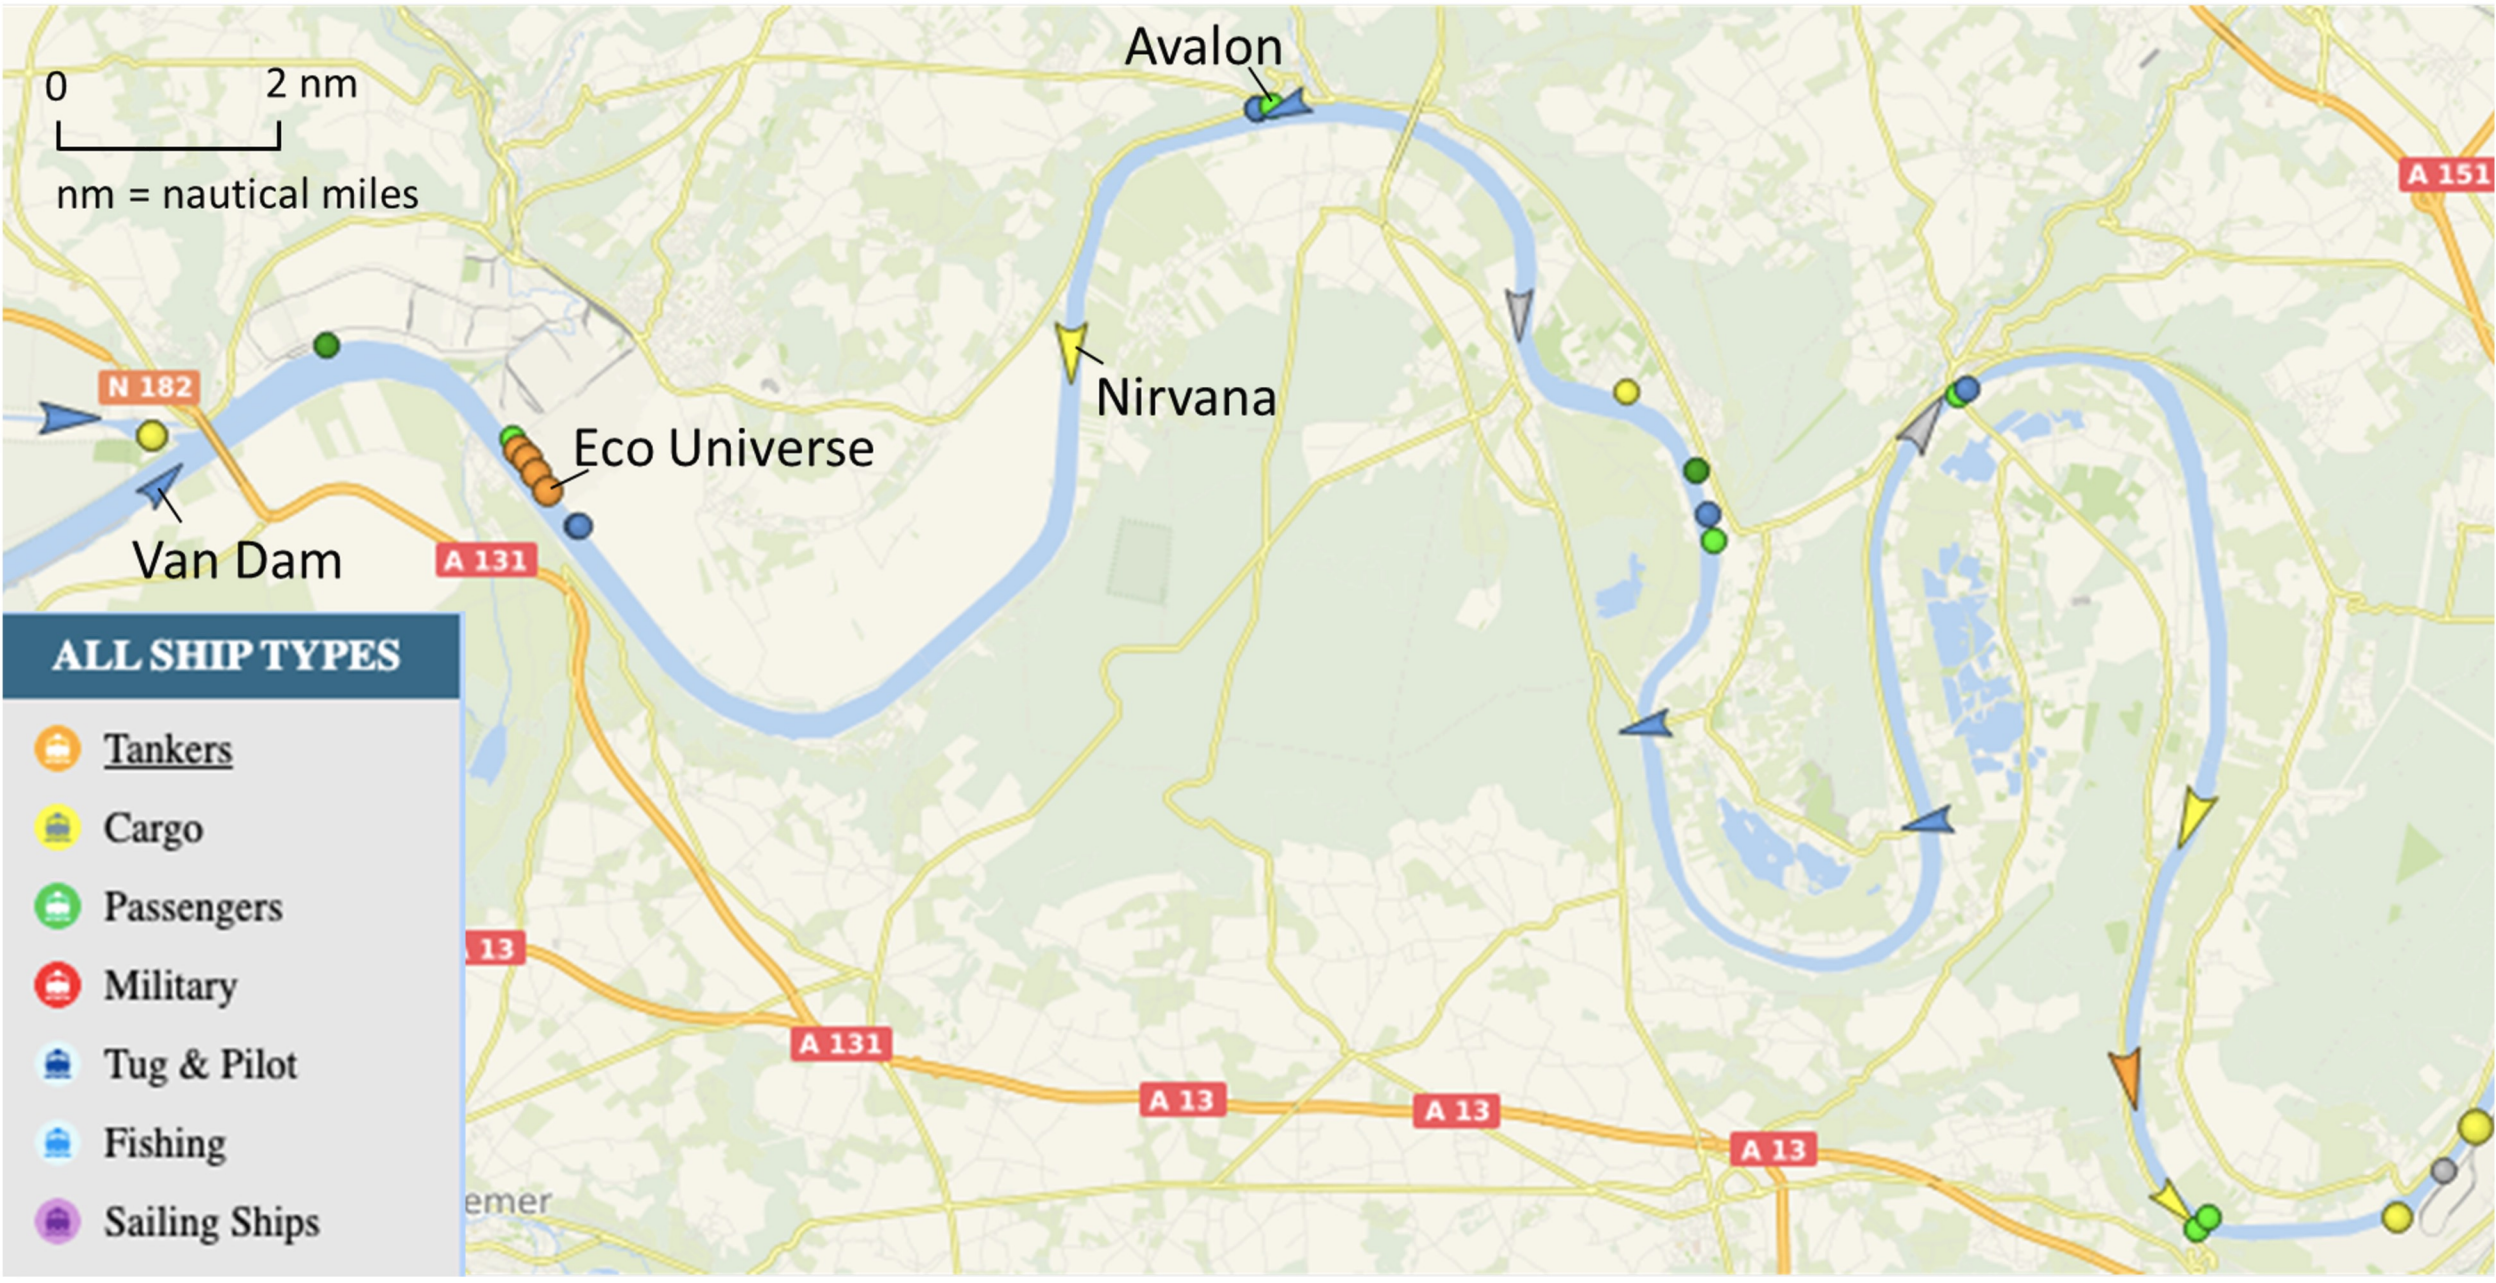 Avalon
0 2 nm
nm = nautical miles
A 151
N 182
Nirvana
Eco Universe
Van Dam
A 131
ALL SHIP TYPES
Tankers
Cargo
Passengers
Military
Tug & Pilot
Fishing
Sailing Ships
13
A 131
A 13
A 13
A 13
emer